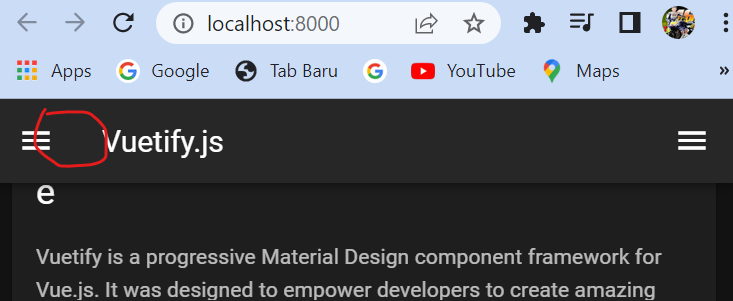 localhost:8000
Apps Google Tab Baru YouTube Maps »
Vuetify.js
e
Vuetify is a progressive Material Design component framework for
Vue.js. It was designed to empower developers to create amazing